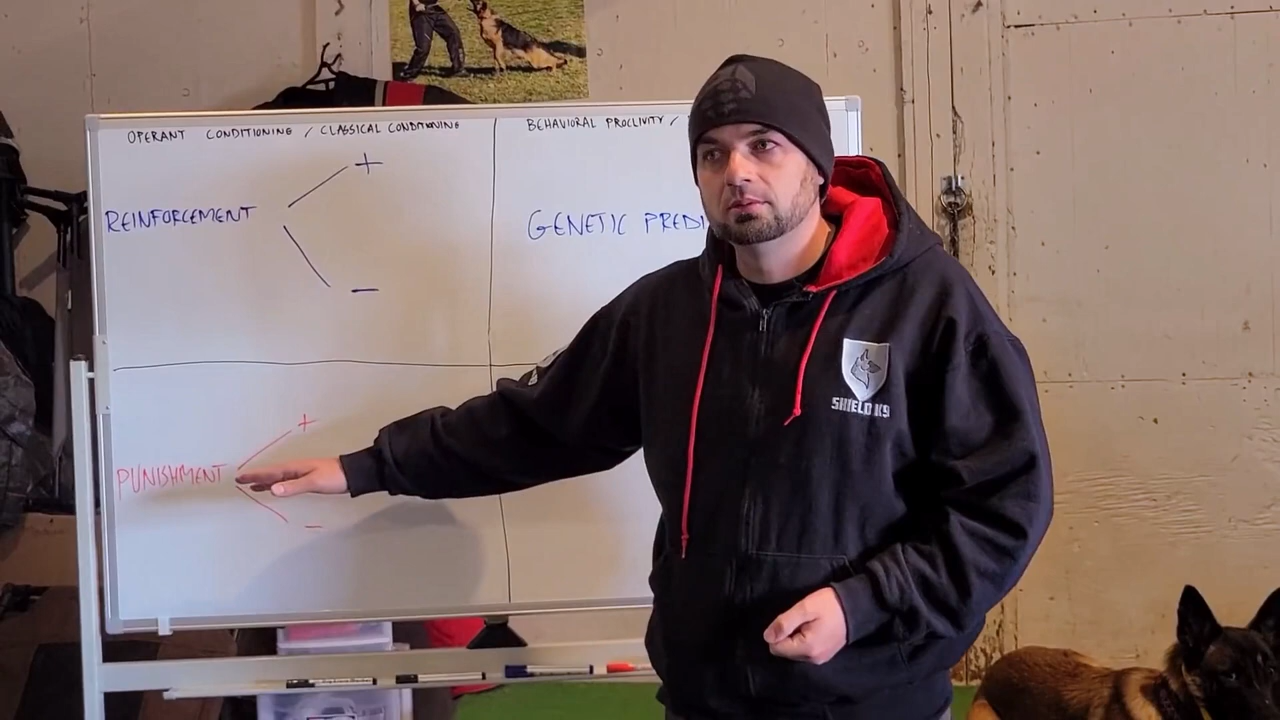 OPERANT CONDITIONING / CLASSICAL CONDITIONING
BEHAVIORAL PROCLIVITY /
+
REINFORCEMENT
GENETIC PREDI
-
+
PUNISHMENT
-
SHIELD K9